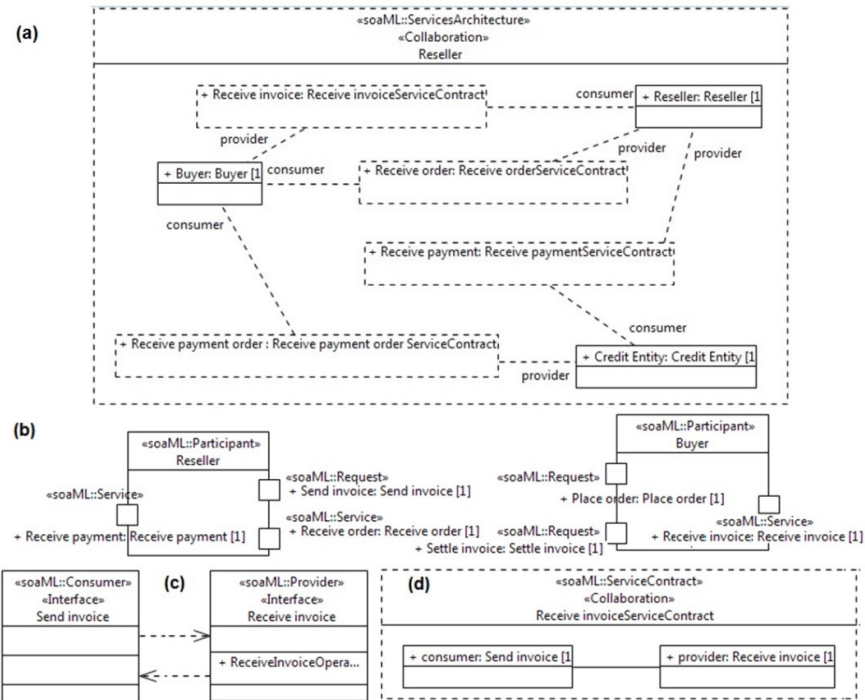 (a)
«soaML::ServicesArchitecture»
«Collaboration»
Reseller
+ Receive invoice: Receive invoiceServiceContract
consumer
+ Reseller: Reseller [1
provider
provider
provider
+ Buyer: Buyer [1
consumer
+ Receive order: Receive orderServiceContract
consumer
+ Receive payment: Receive paymentServiceContract
consumer
+ Receive payment order : Receive payment order ServiceContract
provider
+ Credit Entity: Credit Entity [1
(b)
«soaML::Participant»
Reseller
«soaML::Service»
+ Receive payment: Receive payment [1]
«soaML::Request»
+ Send invoice: Send invoice [1]
«soaML::Service»
+ Receive order: Receive order [1]
«soaML::Participant»
Buyer
«soaML::Request»
+ Place order: Place order [1]
«soaML::Request»
+ Settle invoice: Settle invoice [1]
«soaML::Service»
+ Receive invoice: Receive invoice [1]
(c)
«soaML::Consumer»
«Interface»
Send invoice
«soaML::Provider»
«Interface»
Receive invoice
+ ReceiveInvoiceOpera...
(d)
«soaML::ServiceContract»
«Collaboration»
Receive invoiceServiceContract
+ consumer: Send invoice [1
+ provider: Receive invoice [1